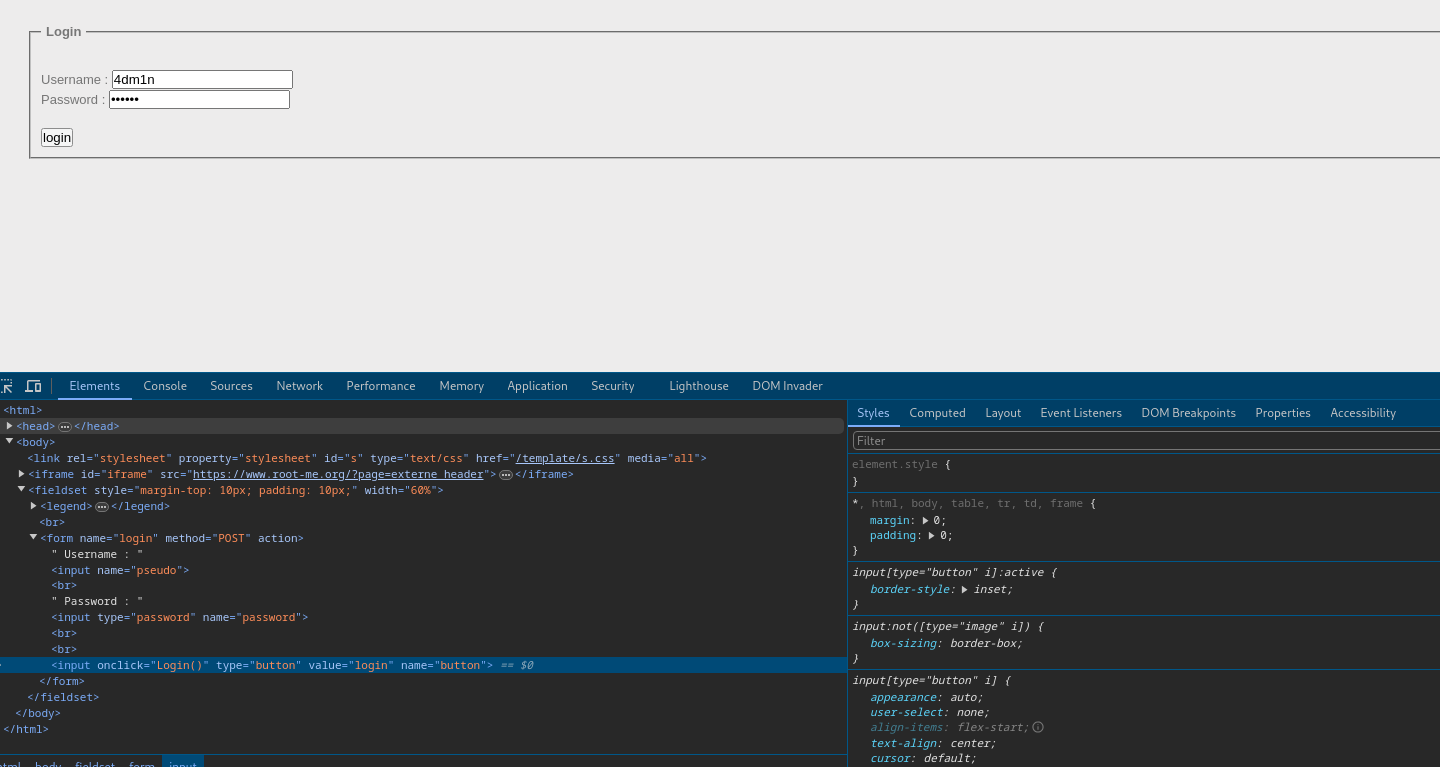 Login
Username : 4dm1n
Password : ••••••
login
Elements Console Sources Network Performance Memory Application Security Lighthouse DOM Invader
<html>
<head> ••• </head>
<body>
<link rel="stylesheet" property="stylesheet" id="s" type="text/css" href="/template/s.css" media="all">
<iframe id="iframe" src="https://www.root-me.org/?page=externe_header"> ••• </iframe>
<fieldset style="margin-top: 10px; padding: 10px;" width="60%">
<legend> ••• </legend>
<br>
<form name="login" method="POST" action>
" Username : "
<input name="pseudo">
<br>
" Password : "
<input type="password" name="password">
<br>
<br>
<input onclick="Login()" type="button" value="login" name="button"> == $0
</form>
</fieldset>
</body>
</html>
html body fieldset form input
Styles Computed Layout Event Listeners DOM Breakpoints Properties Accessibility
Filter
element.style {
}
*, html, body, table, tr, td, frame {
margin: 0;
padding: 0;
}
input[type="button" i]:active {
border-style: inset;
}
input:not([type="image" i]) {
box-sizing: border-box;
}
input[type="button" i] {
appearance: auto;
user-select: none;
align-items: flex-start;
text-align: center;
cursor: default;